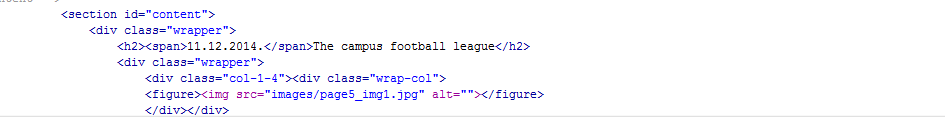 <section id="content">
<div class="wrapper">
<h2><span>11.12.2014.</span>The campus football league</h2>
<div class="wrapper">
<div class="col-1-4"><div class="wrap-col">
<figure><img src="images/page5_img1.jpg" alt=""></figure>
</div></div>